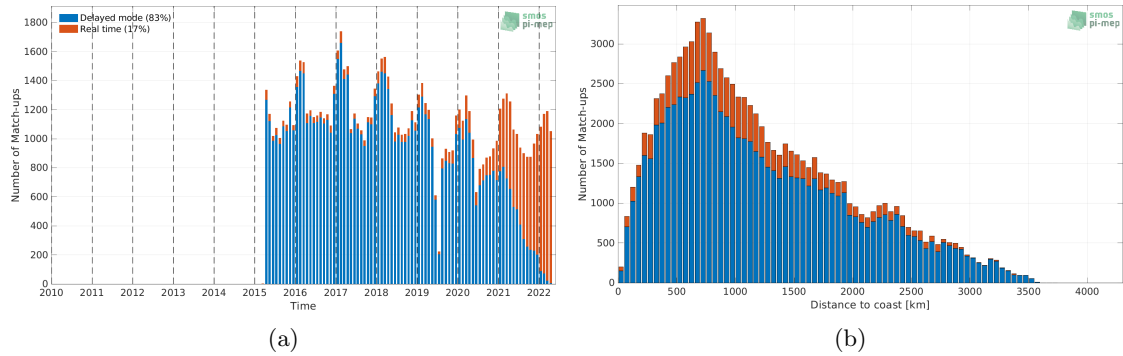 Delayed mode (83%)
Real time (17%)
smos
pi-mep
Number of Match-ups
1800
1600
1400
1200
1000
800
600
400
200
0
2010 2011 2012 2013 2014 2015 2016 2017 2018 2019 2020 2021 2022
Time
(a)
smos
pi-mep
Number of Match-ups
3000
2500
2000
1500
1000
500
0
0 500 1000 1500 2000 2500 3000 3500 4000
Distance to coast [km]
(b)